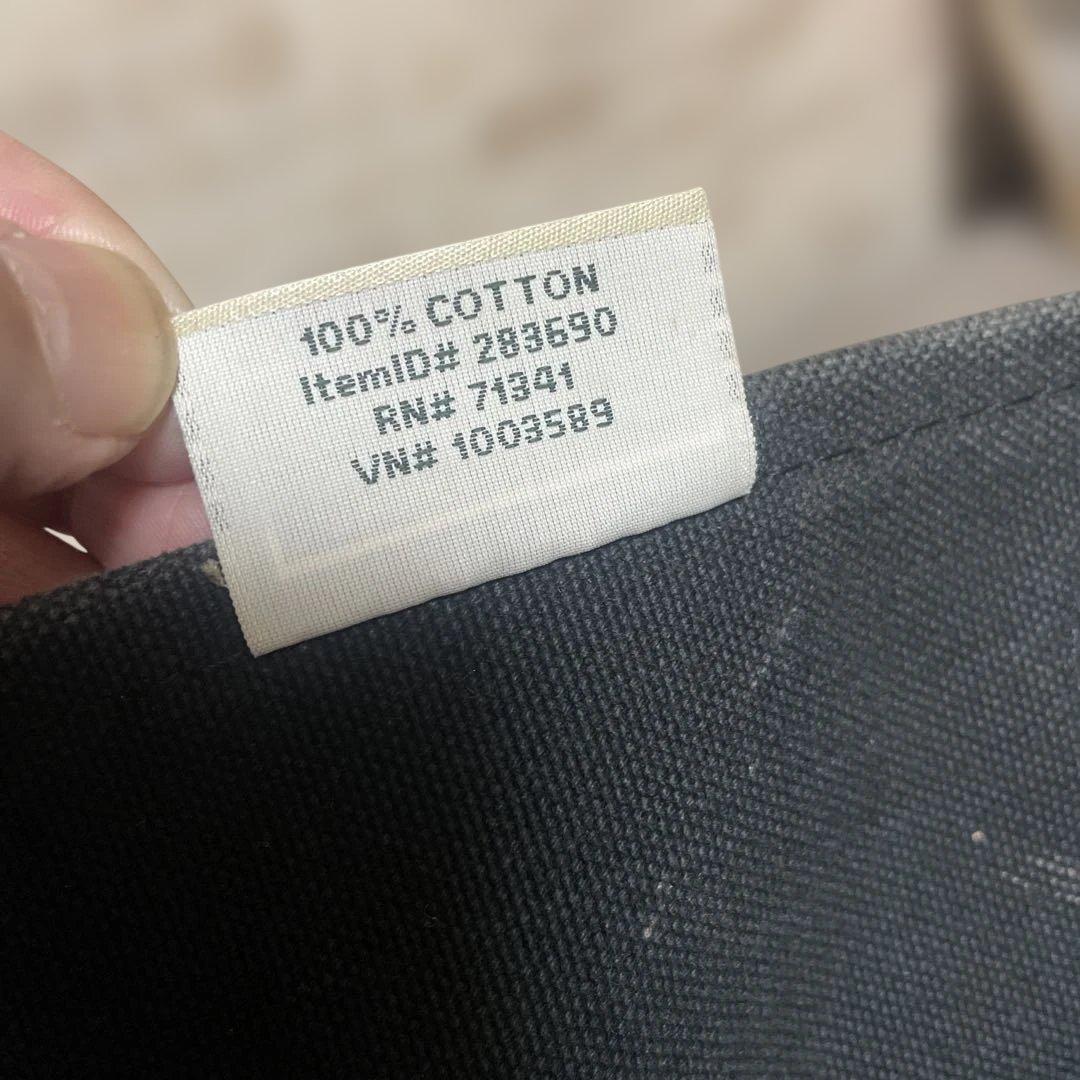 100% COTTON
ItemID# 283690
RN# 71341
VN# 1003589